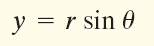 y = r sin θ